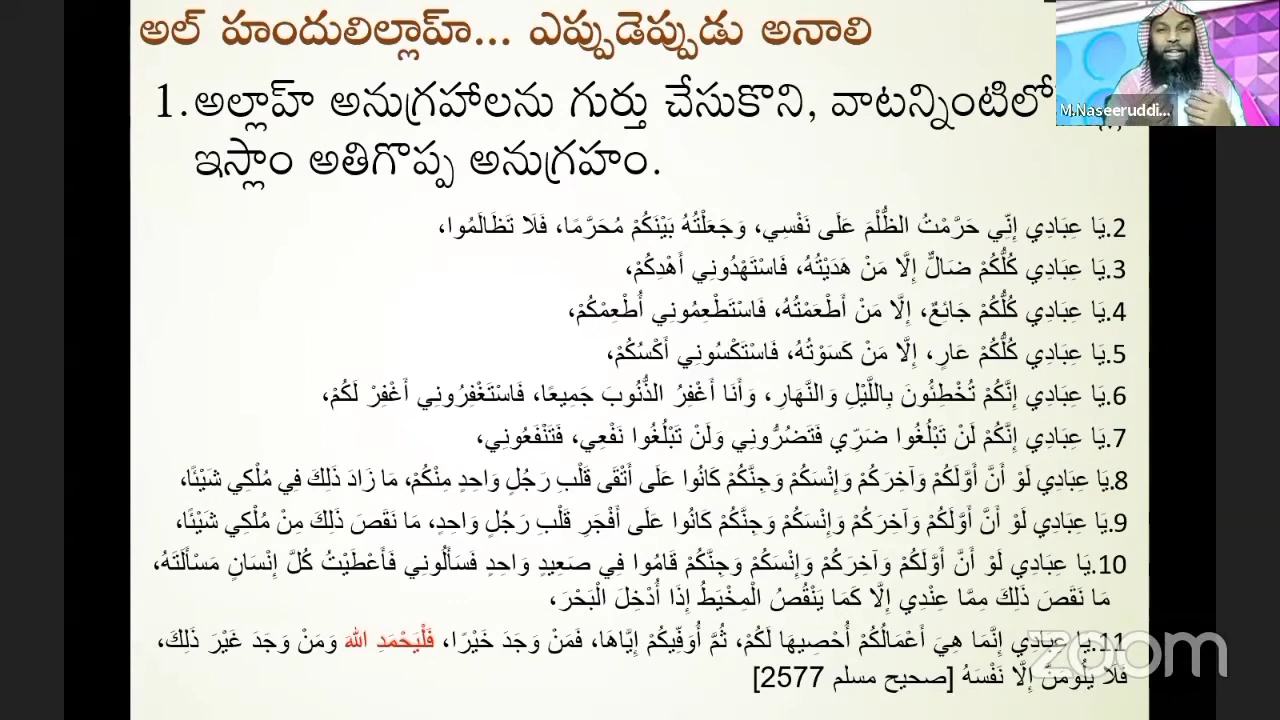 అల్ హందులిల్లాహ్... ఎప్పుడెప్పుడు అనాలి
1.అల్లాహ్ అనుగ్రహాలను గుర్తు చేసుకొని, వాటన్నింటిలో
ఇస్లాం అతిగొప్ప అనుగ్రహం.
M.Naseeruddi...
2.يَا عِبَادِي إِنِّي حَرَّمْتُ الظُّلْمَ عَلَى نَفْسِي، وَجَعَلْتُهُ بَيْنَكُمْ مُحَرَّمًا، فَلَا تَظَالَمُوا،
3.يَا عِبَادِي كُلُّكُمْ ضَالٌّ إِلَّا مَنْ هَدَيْتُهُ، فَاسْتَهْدُونِي أَهْدِكُمْ،
4.يَا عِبَادِي كُلُّكُمْ جَائِعٌ، إِلَّا مَنْ أَطْعَمْتُهُ، فَاسْتَطْعِمُونِي أُطْعِمْكُمْ،
5.يَا عِبَادِي كُلُّكُمْ عَارٍ، إِلَّا مَنْ كَسَوْتُهُ، فَاسْتَكْسُونِي أَكْسُكُمْ،
6.يَا عِبَادِي إِنَّكُمْ تُخْطِئُونَ بِاللَّيْلِ وَالنَّهَارِ، وَأَنَا أَغْفِرُ الذُّنُوبَ جَمِيعًا، فَاسْتَغْفِرُونِي أَغْفِرْ لَكُمْ،
7.يَا عِبَادِي إِنَّكُمْ لَنْ تَبْلُغُوا ضَرِّي فَتَضُرُّونِي وَلَنْ تَبْلُغُوا نَفْعِي، فَتَنْفَعُونِي،
8.يَا عِبَادِي لَوْ أَنَّ أَوَّلَكُمْ وَآخِرَكُمْ وَإِنْسَكُمْ وَجِنَّكُمْ كَانُوا عَلَى أَتْقَى قَلْبِ رَجُلٍ وَاحِدٍ مِنْكُمْ، مَا زَادَ ذَلِكَ فِي مُلْكِي شَيْئًا،
9.يَا عِبَادِي لَوْ أَنَّ أَوَّلَكُمْ وَآخِرَكُمْ وَإِنْسَكُمْ وَجِنَّكُمْ كَانُوا عَلَى أَفْجَرِ قَلْبِ رَجُلٍ وَاحِدٍ، مَا نَقَصَ ذَلِكَ مِنْ مُلْكِي شَيْئًا،
10.يَا عِبَادِي لَوْ أَنَّ أَوَّلَكُمْ وَآخِرَكُمْ وَإِنْسَكُمْ وَجِنَّكُمْ قَامُوا فِي صَعِيدٍ وَاحِدٍ فَسَأَلُونِي فَأَعْطَيْتُ كُلَّ إِنْسَانٍ مَسْأَلَتَهُ،
مَا نَقَصَ ذَلِكَ مِمَّا عِنْدِي إِلَّا كَمَا يَنْقُصُ الْمِخْيَطُ إِذَا أُدْخِلَ الْبَحْرَ،
11.يَا عِبَادِي إِنَّمَا هِيَ أَعْمَالُكُمْ أُحْصِيهَا لَكُمْ، ثُمَّ أُوَفِّيكُمْ إِيَّاهَا، فَمَنْ وَجَدَ خَيْرًا، فَلْيَحْمَدِ اللهَ وَمَنْ وَجَدَ غَيْرَ ذَلِكَ،
فَلَا يَلُومَنَّ إِلَّا نَفْسَهُ [صحيح مسلم 2577]
zoom